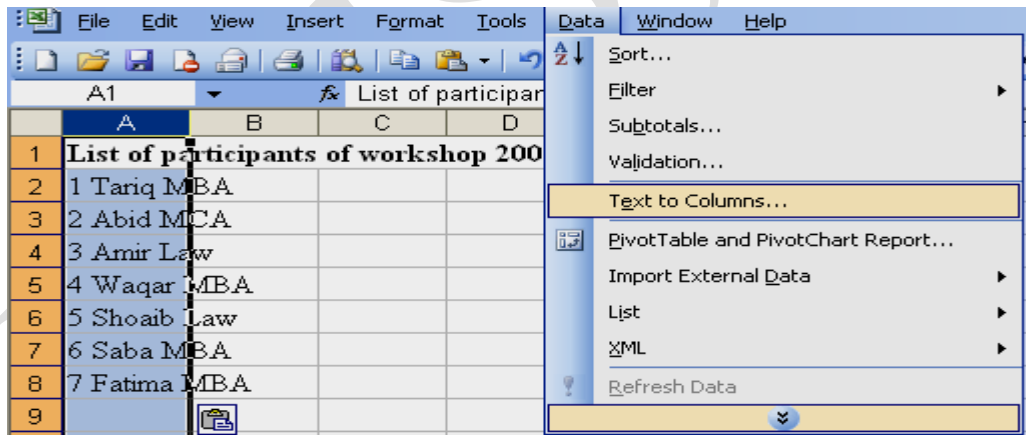 File Edit View Insert Format Tools Data Window Help
A1 fx List of participan
A B C D
1 List of participants of workshop 200
2 1 Tariq MBA
3 2 Abid MCA
4 3 Amir Law
5 4 Waqar MBA
6 5 Shoaib Law
7 6 Saba MBA
8 7 Fatima MBA
9
Sort...
Filter
Subtotals...
Validation...
Text to Columns...
PivotTable and PivotChart Report...
Import External Data
List
XML
Refresh Data